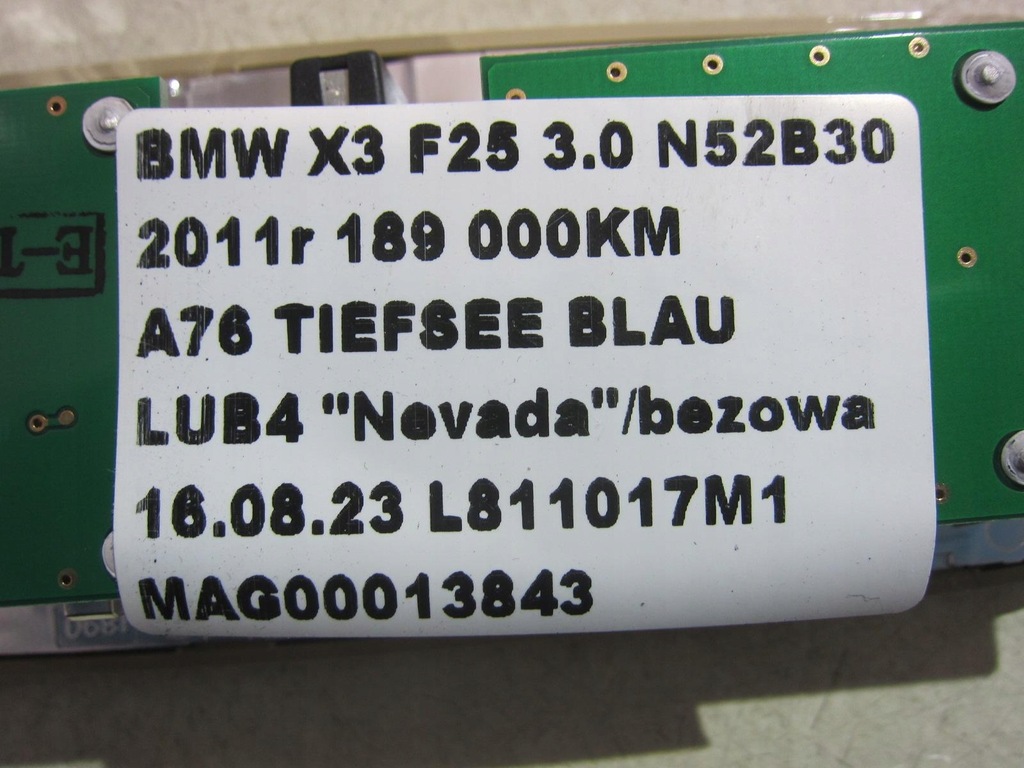 BMW X3 F25 3.0 N52B30
2011r 189 000KM
A76 TIEFSEE BLAU
LUB4 "Nevada"/bezowa
16.08.23 L811017M1
MAG00013843
E-1